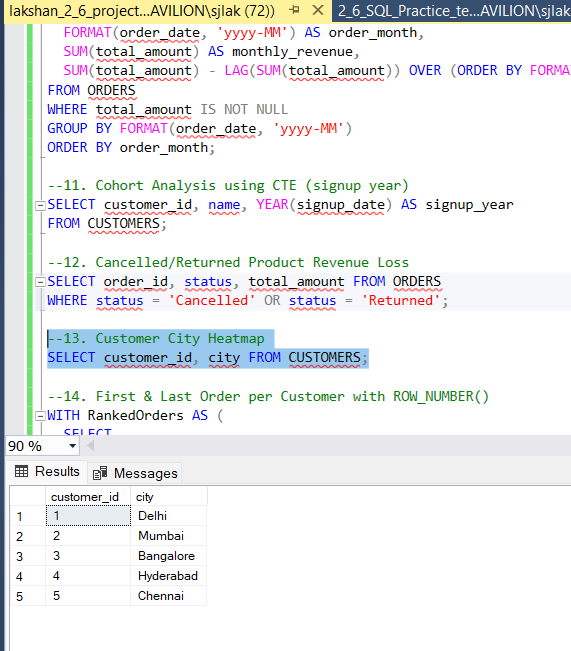 lakshan_2_6_project...AVILION\sjlak (72)) 2_6_SQL_Practice_te...AVILION\sjlak
FORMAT(order_date, 'yyyy-MM') AS order_month,
SUM(total_amount) AS monthly_revenue,
SUM(total_amount) - LAG(SUM(total_amount)) OVER (ORDER BY FORMA
FROM ORDERS
WHERE total_amount IS NOT NULL
GROUP BY FORMAT(order_date, 'yyyy-MM')
ORDER BY order_month;
--11. Cohort Analysis using CTE (signup year)
SELECT customer_id, name, YEAR(signup_date) AS signup_year
FROM CUSTOMERS;
--12. Cancelled/Returned Product Revenue Loss
SELECT order_id, status, total_amount FROM ORDERS
WHERE status = 'Cancelled' OR status = 'Returned';
--13. Customer City Heatmap
SELECT customer_id, city FROM CUSTOMERS;
--14. First & Last Order per Customer with ROW_NUMBER()
WITH RankedOrders AS (
SELECT
90 %
Results Messages
customer_id city
1 1 Delhi
2 2 Mumbai
3 3 Bangalore
4 4 Hyderabad
5 5 Chennai